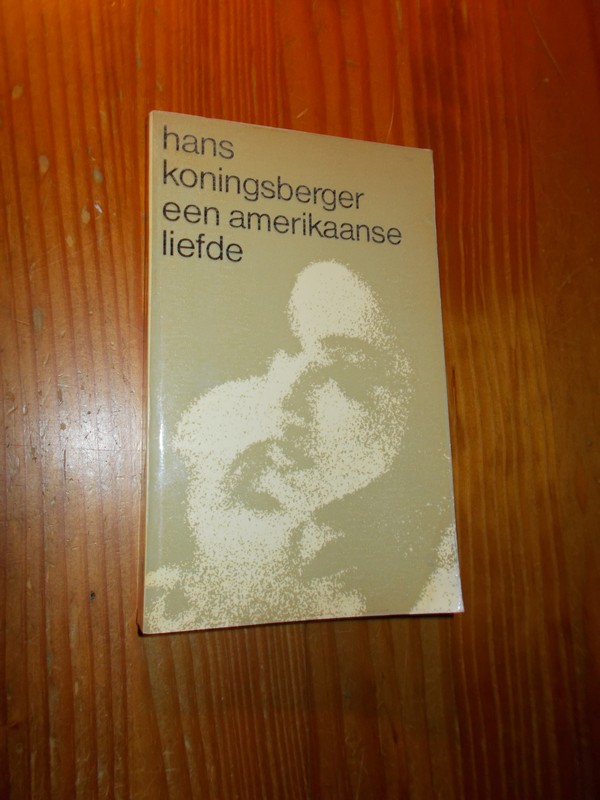 hans
koningsberger
een amerikaanse
liefde